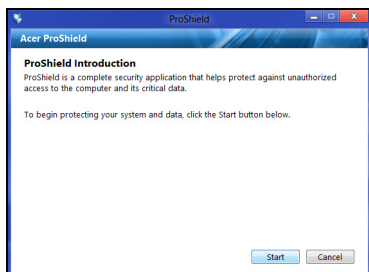 ProShield
Acer ProShield
ProShield Introduction
ProShield is a complete security application that helps protect against unauthorized
access to the computer and its critical data.
To begin protecting your system and data, click the Start button below.
Start Cancel